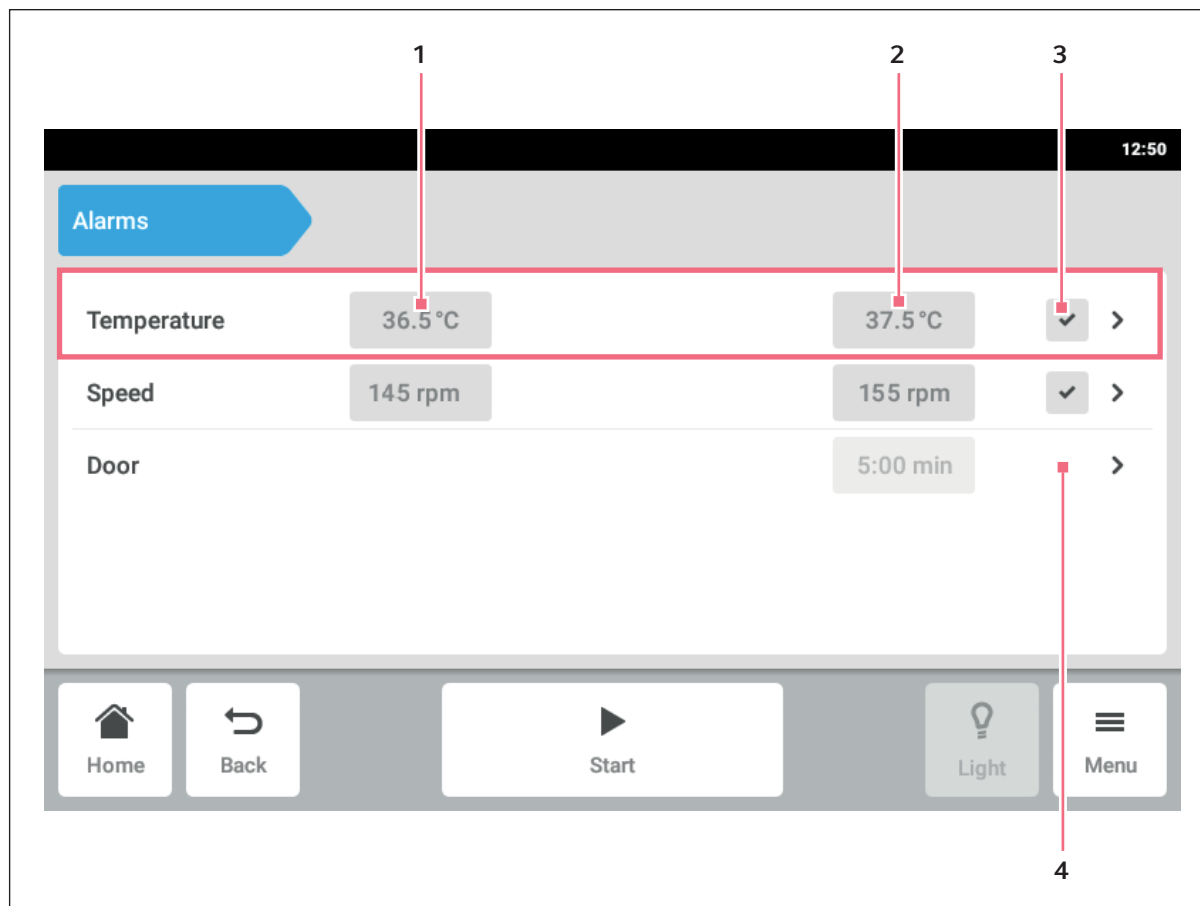 1 2 3
12:50
Alarms
Temperature 36.5 °C 37.5 °C
Speed 145 rpm 155 rpm
Door 5:00 min
Home Back Start Light Menu
4